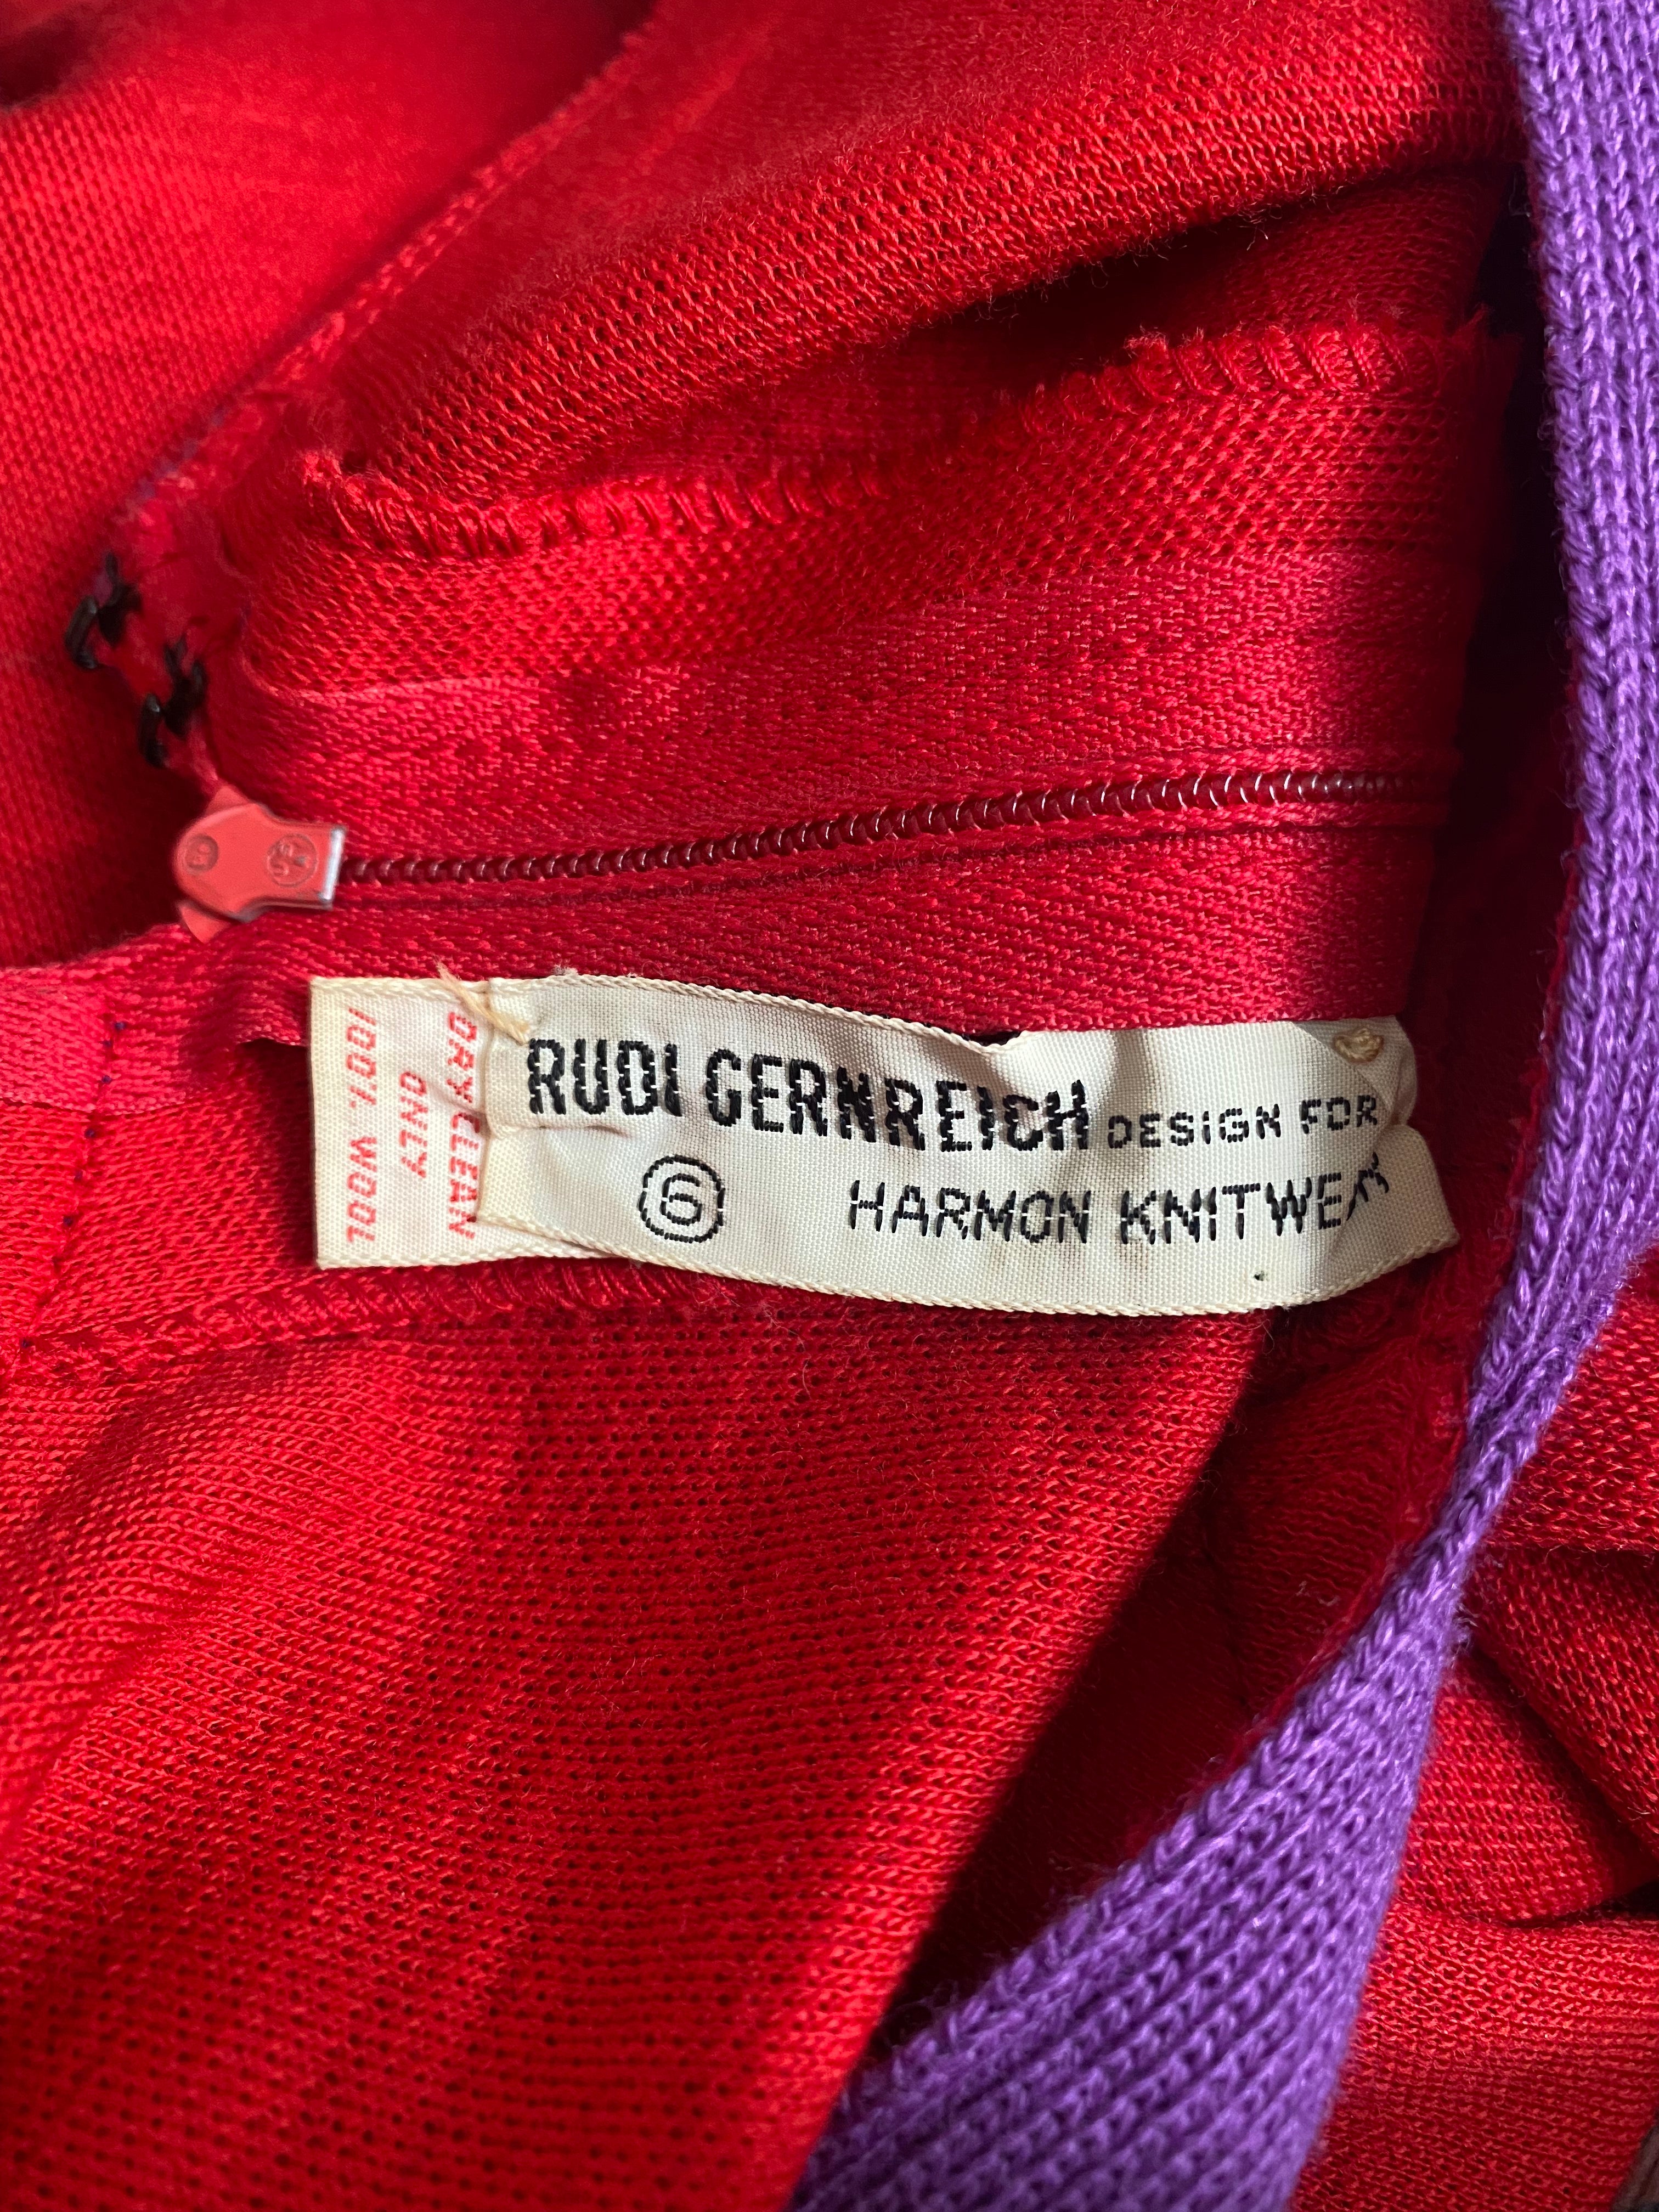 RUDI GERNREICH DESIGN FOR
6 HARMON KNITWEAR
DRY CLEAN
ONLY
100% WOOL